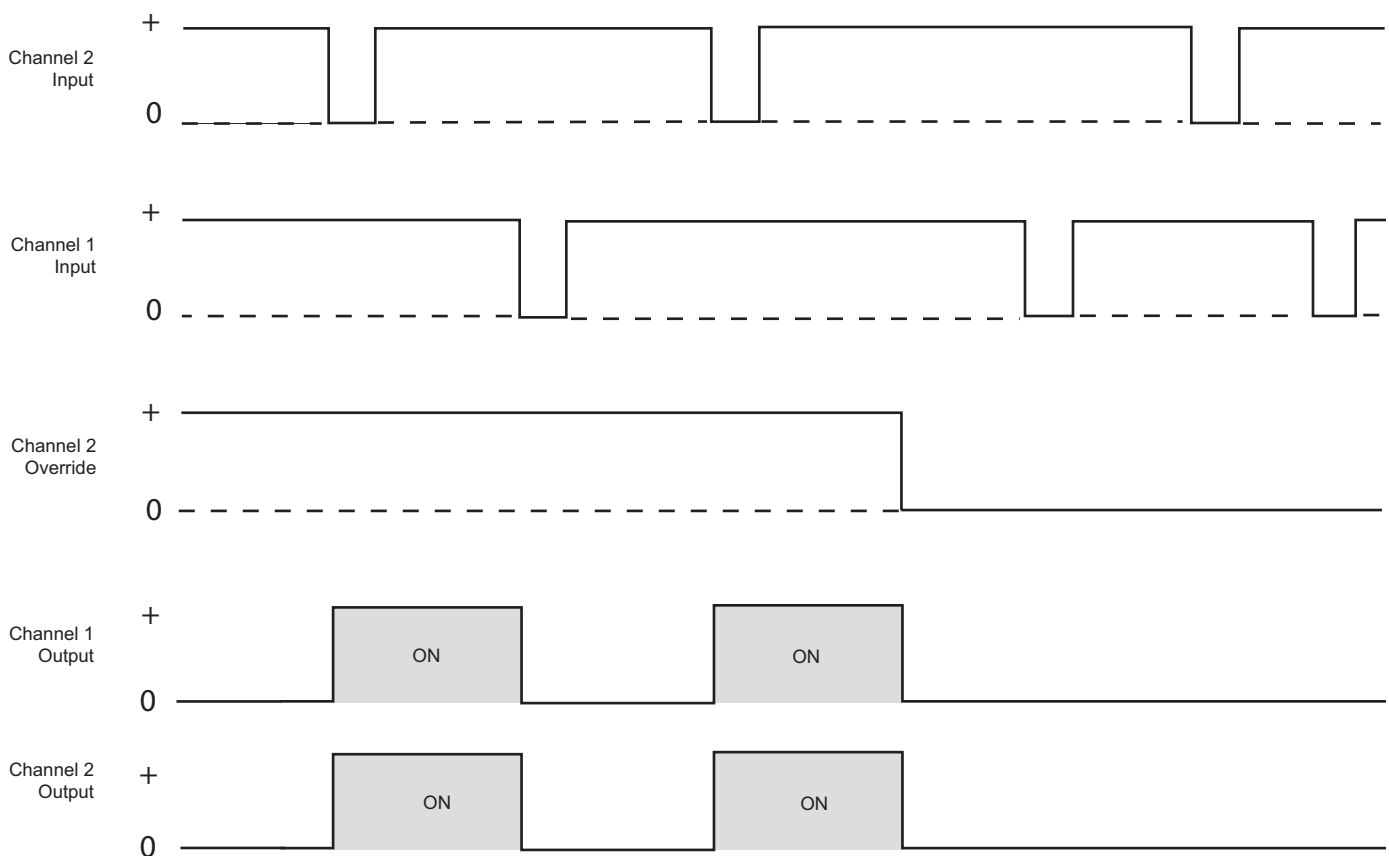 +
Channel 2
Input
0
+
Channel 1
Input
0
+
Channel 2
Override
0
+
Channel 1
Output
ON
ON
0
Channel 2
Output
+
ON
ON
0